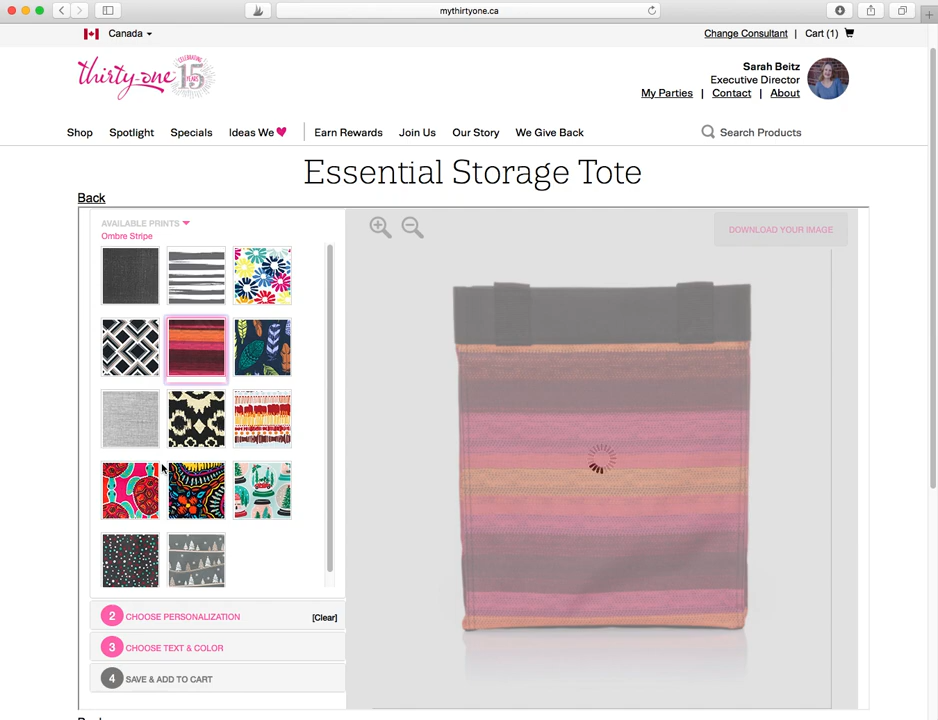 mythirtyone.ca
Canada
Change Consultant | Cart (1)
thirty-one
CELEBRATING
15
YEARS
Sarah Beitz
Executive Director
My Parties | Contact | About
Shop Spotlight Specials Ideas We Earn Rewards Join Us Our Story We Give Back Search Products
Essential Storage Tote
Back
AVAILABLE PRINTS
Ombre Stripe
DOWNLOAD YOUR IMAGE
2 CHOOSE PERSONALIZATION [Clear]
3 CHOOSE TEXT & COLOR
4 SAVE & ADD TO CART